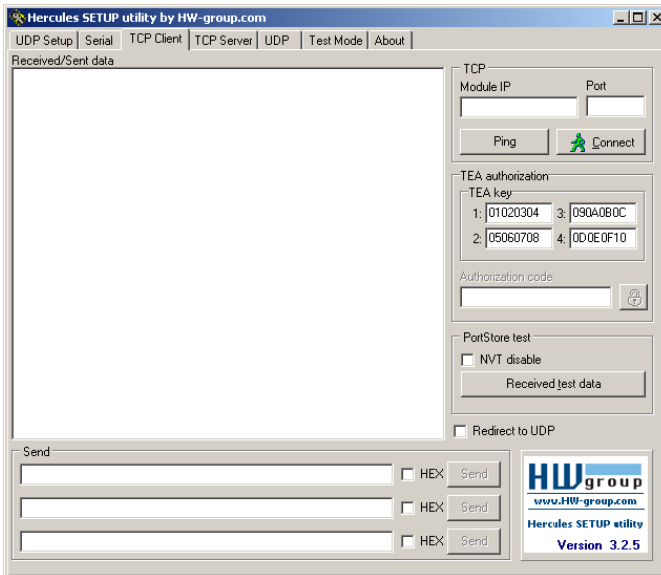 Hercules SETUP utility by HW-group.com
UDP Setup Serial TCP Client TCP Server UDP Test Mode About
Received/Sent data
TCP
Module IP Port
Ping Connect
TEA authorization
TEA key
1: 01020304 3: 090A0B0C
2: 05060708 4: 0D0E0F10
Authorization code
PortStore test
NVT disable
Received test data
Redirect to UDP
Send
HEX Send
HEX Send
HEX Send
HW group
www.HW-group.com
Hercules SETUP utility
Version 3.2.5